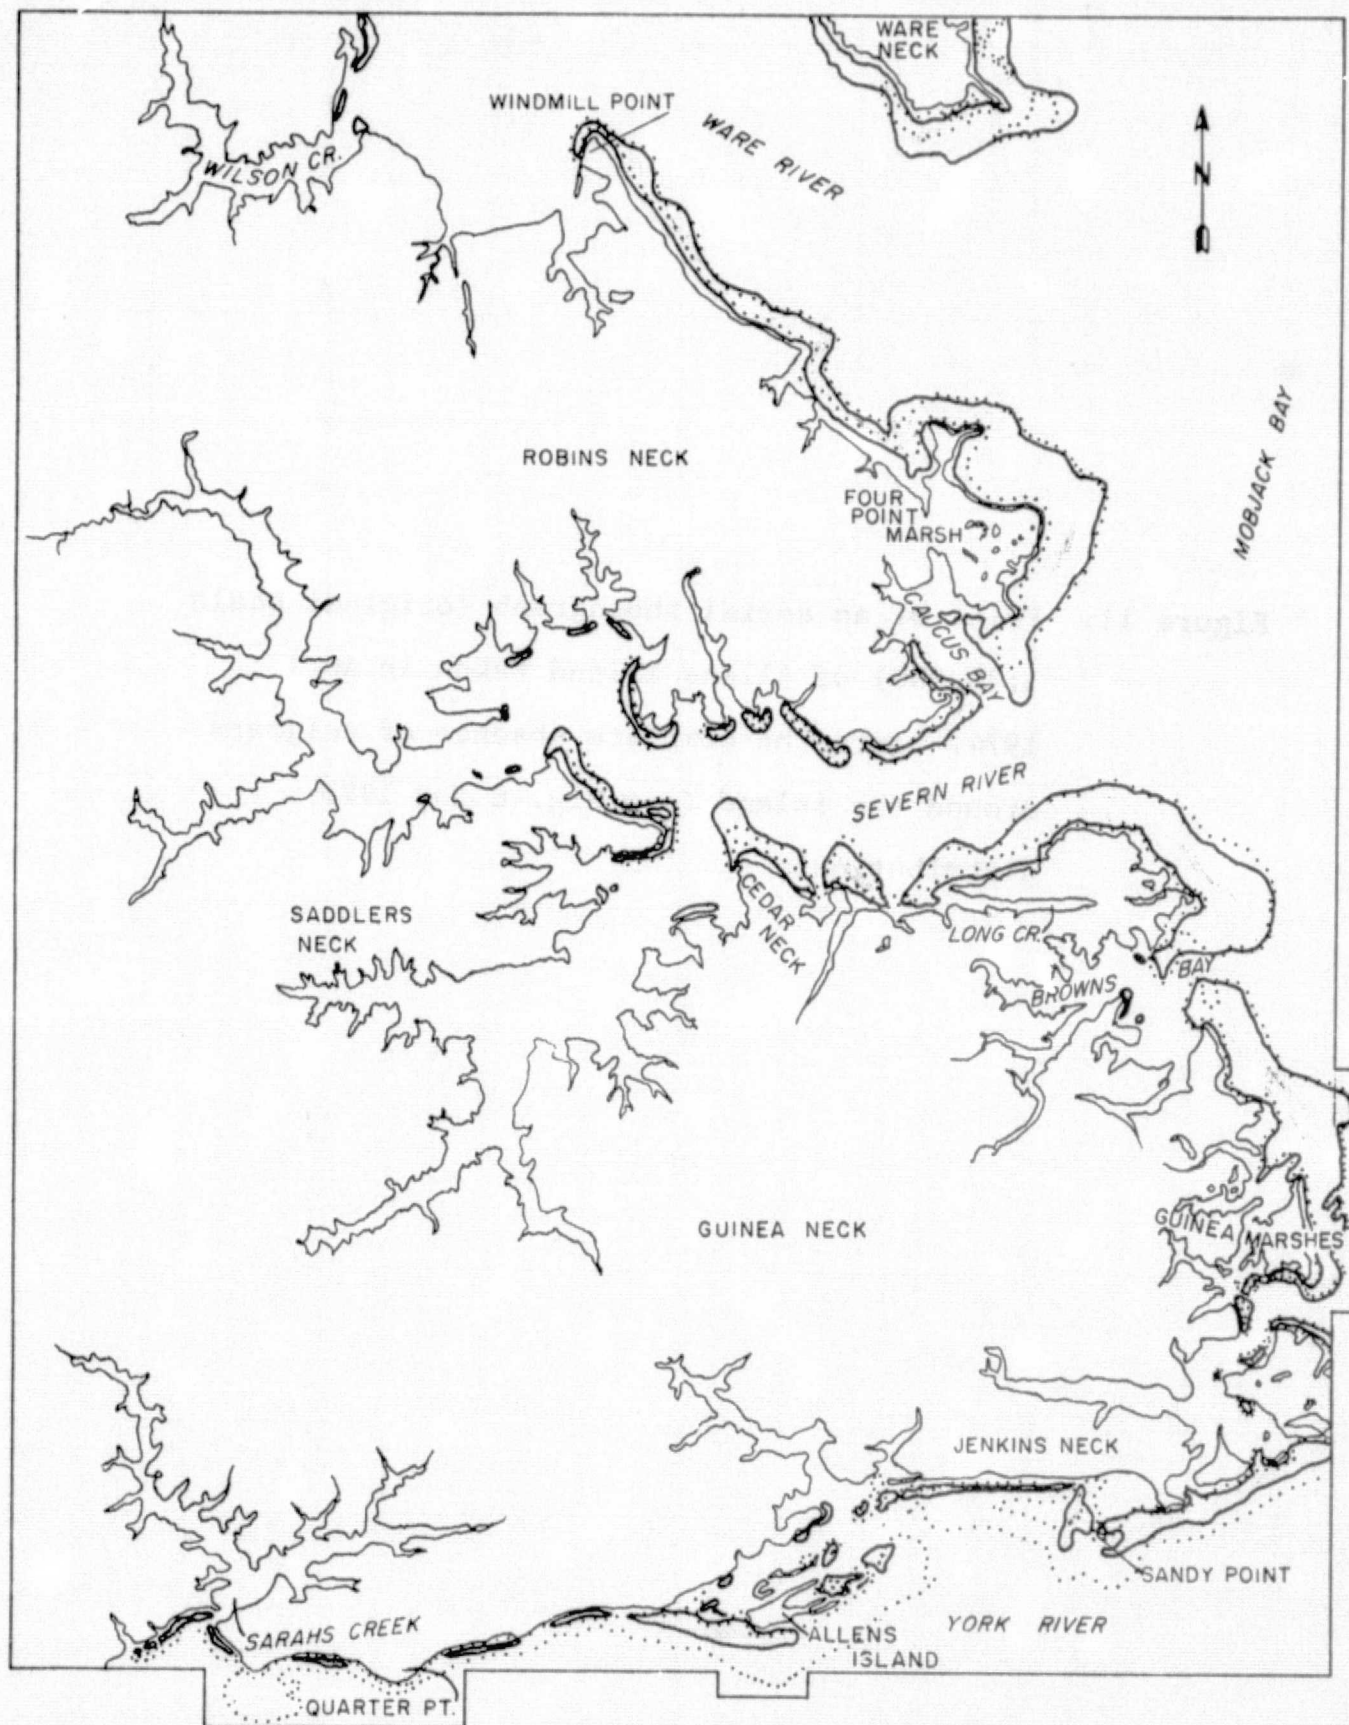 WARE
NECK
WINDMILL POINT
WARE RIVER
WILSON CR.
N
MOBJACK BAY
ROBINS NECK
FOUR
POINT
MARSH
CAUCUS BAY
SEVERN RIVER
CEDAR
NECK
SADDLERS
NECK
LONG CR.
BAY
BROWNS
GUINEA NECK
GUINEA MARSHES
JENKINS NECK
SANDY POINT
YORK RIVER
SARAHS CREEK
ALLENS
ISLAND
QUARTER PT.